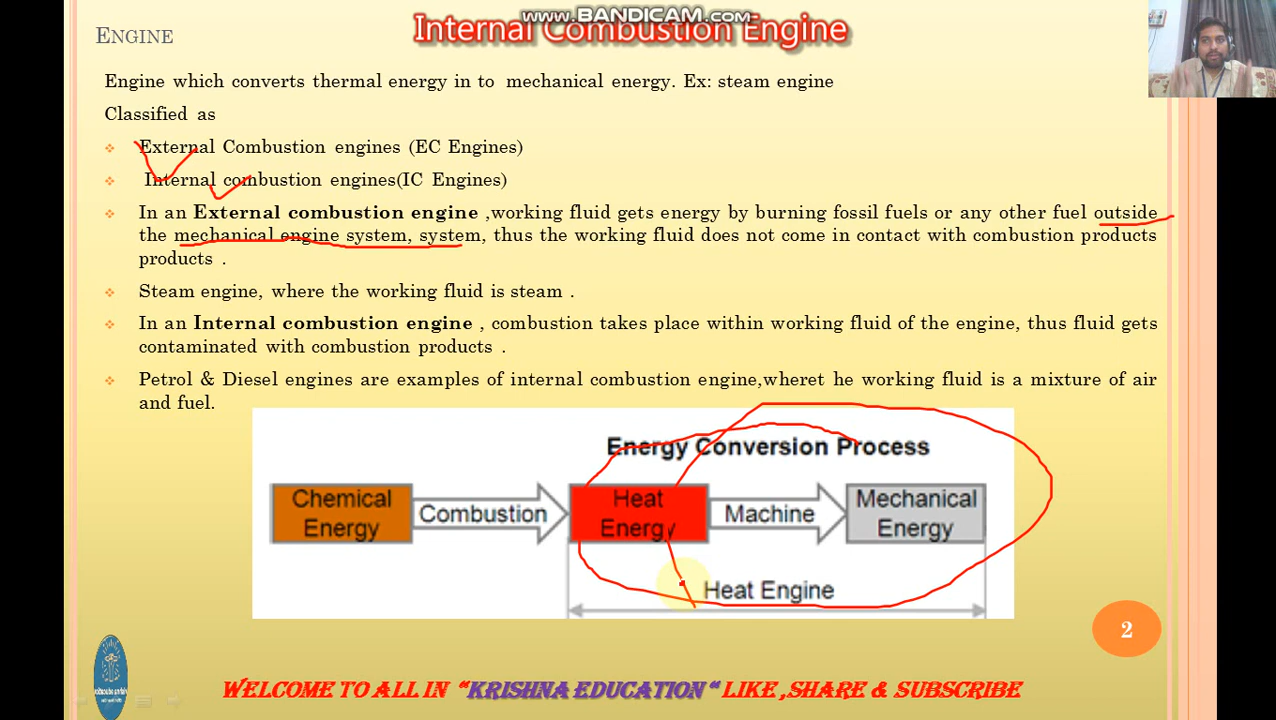 www.BANDICAM.com
ENGINE
Internal Combustion Engine
Engine which converts thermal energy in to mechanical energy. Ex: steam engine
Classified as
External Combustion engines (EC Engines)
Internal combustion engines(IC Engines)
In an External combustion engine ,working fluid gets energy by burning fossil fuels or any other fuel outside
the mechanical engine system, system, thus the working fluid does not come in contact with combustion products
products .
Steam engine, where the working fluid is steam .
In an Internal combustion engine , combustion takes place within working fluid of the engine, thus fluid gets
contaminated with combustion products .
Petrol & Diesel engines are examples of internal combustion engine,wheret he working fluid is a mixture of air
and fuel.
Energy Conversion Process
Chemical
Energy
Combustion
Heat
Energy
Machine
Mechanical
Energy
Heat Engine
2
WELCOME TO ALL IN “KRISHNA EDUCATION“ LIKE ,SHARE & SUBSCRIBE